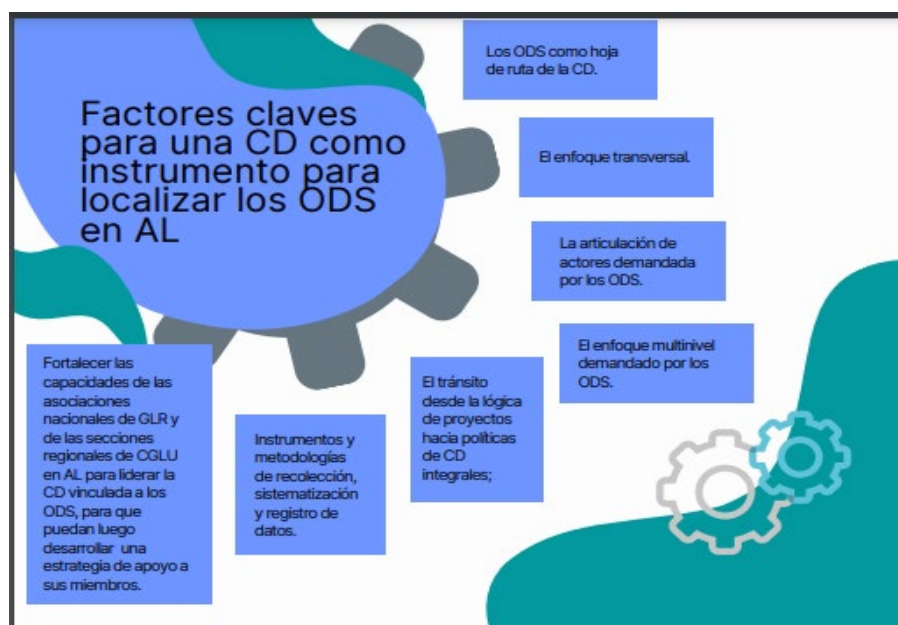 Factores claves
para una CD como
instrumento para
localizar los ODS
en AL
Los ODS como hoja
de ruta de la CD.
El enfoque transversal.
La articulación de
actores demandada
por los ODS.
El enfoque multinivel
demandado por los
ODS.
El tránsito
desde la lógica
de proyectos
hacia políticas
de CD
integrales;
Instrumentos y
metodologías
de recolección,
sistematización
y registro de
datos.
Fortalecer las
capacidades de las
asociaciones
nacionales de GLR y
de las secciones
regionales de CGLU
en AL para liderar la
CD vinculada a los
ODS, para que
puedan luego
desarrollar una
estrategia de apoyo a
sus miembros.